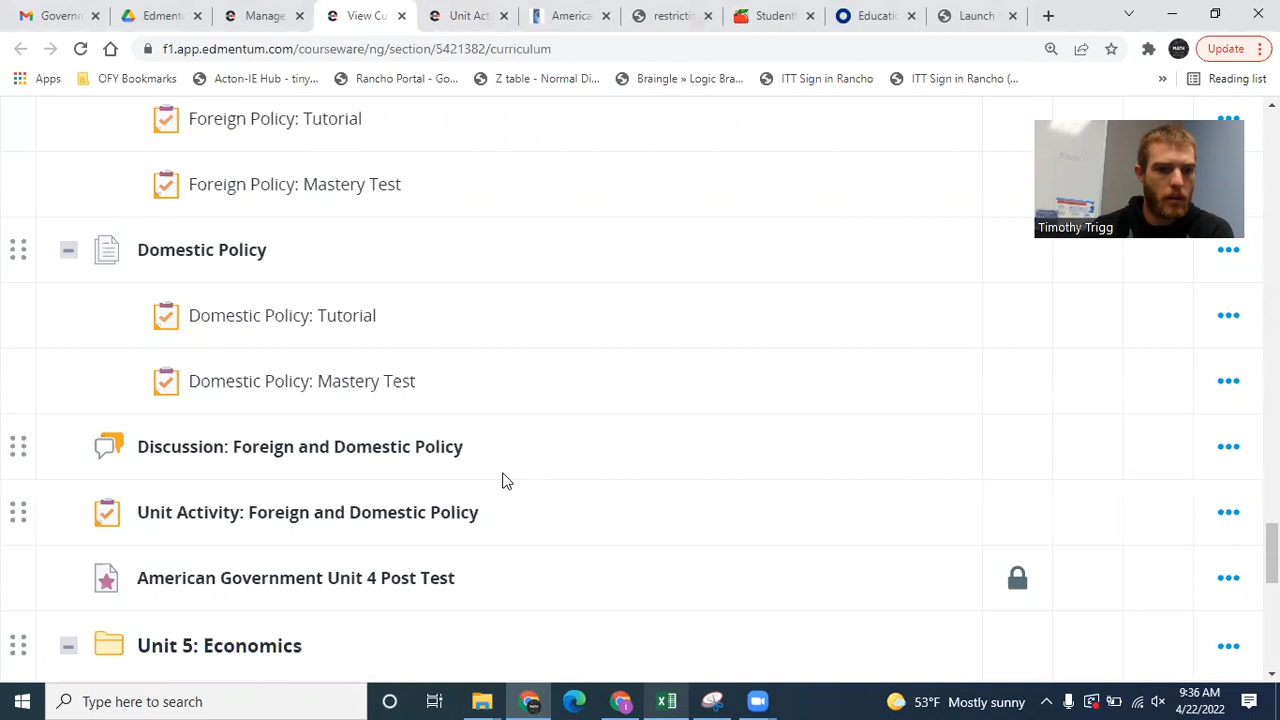 Govern
Edment
Manage
View Cu
Unit Act
America
restrictio
Student
Educatio
Launch
f1.app.edmentum.com/courseware/ng/section/5421382/curriculum
Update
Apps
OFY Bookmarks
Acton-IE Hub - tiny...
Rancho Portal - Go...
Z table - Normal Di...
Braingle » Logic Bra...
ITT Sign in Rancho
ITT Sign in Rancho (...
»
Reading list
Foreign Policy: Tutorial
Foreign Policy: Mastery Test
Timothy Trigg
Domestic Policy
Domestic Policy: Tutorial
Domestic Policy: Mastery Test
Discussion: Foreign and Domestic Policy
Unit Activity: Foreign and Domestic Policy
American Government Unit 4 Post Test
Unit 5: Economics
Type here to search
53°F Mostly sunny
9:36 AM
4/22/2022